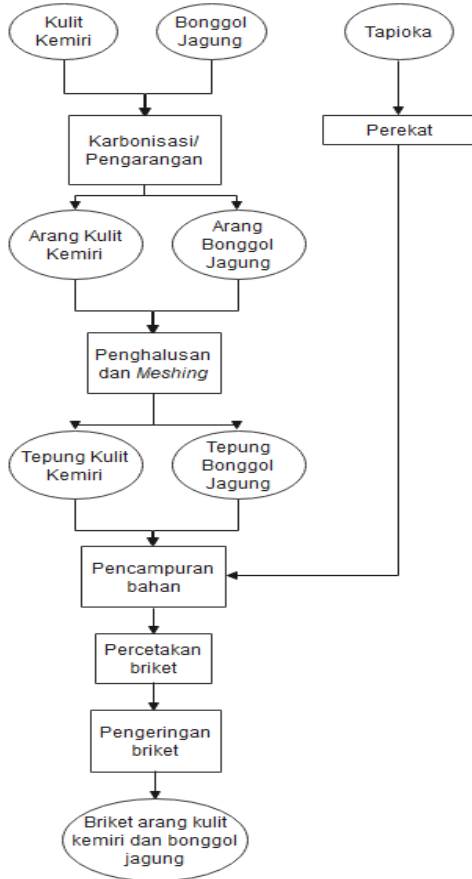 Kulit
Kemiri
Bonggol
Jagung
Tapioka
Karbonisasi/
Pengarangan
Perekat
Arang Kulit
Kemiri
Arang
Bonggol
Jagung
Penghalusan
dan Meshing
Tepung Kulit
Kemiri
Tepung
Bonggol
Jagung
Pencampuran
bahan
Percetakan
briket
Pengeringan
briket
Briket arang kulit
kemiri dan bonggol
jagung